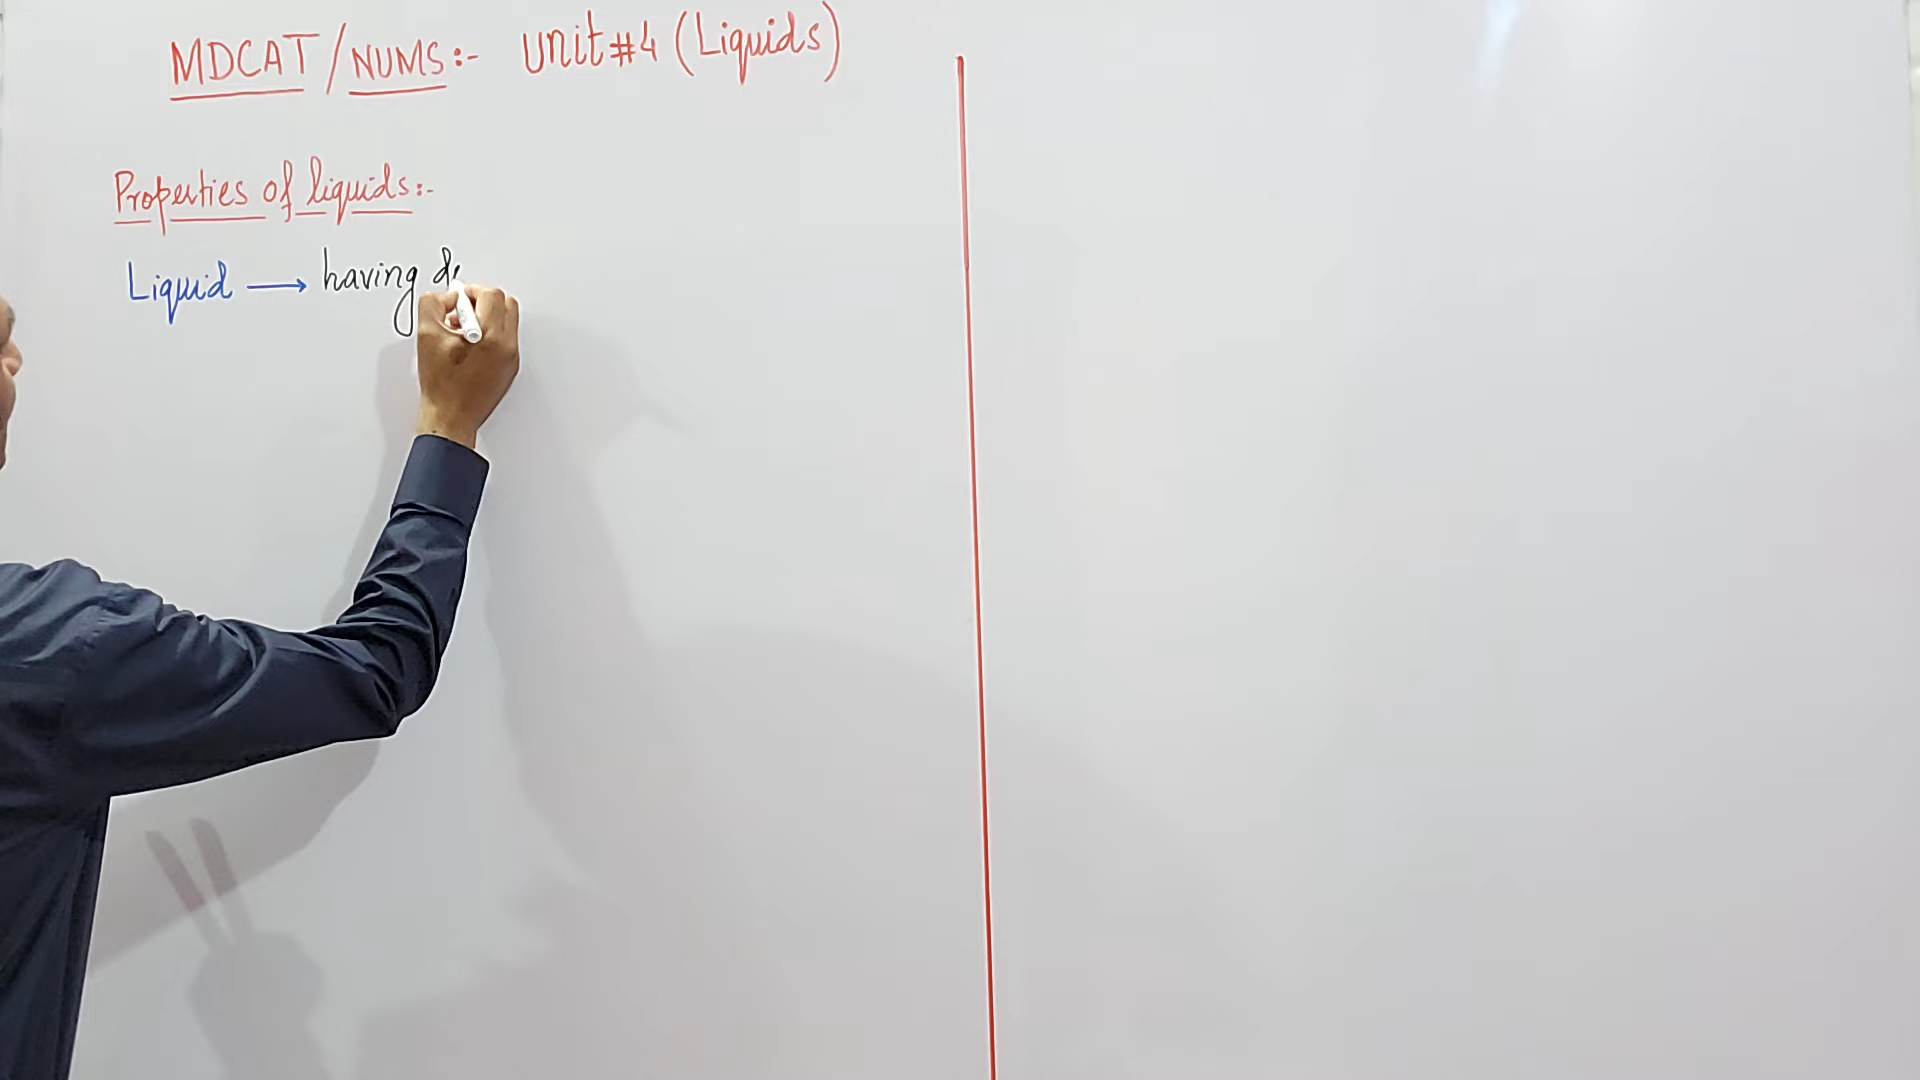 MDCAT / NUMS:- Unit #4 (Liquids)
Properties of liquids:-
Liquid → having